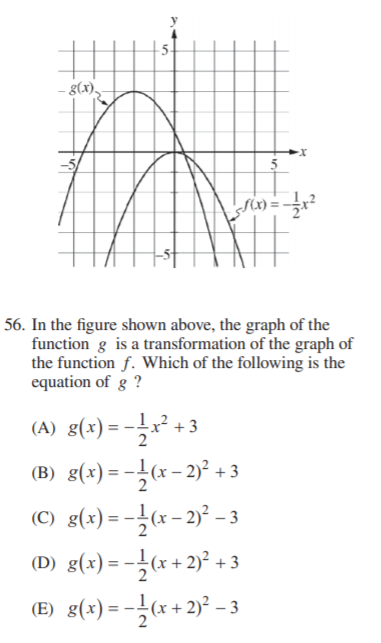 y
5
g(x)
x
–5
5
f(x) = –1/2x²
–5
56. In the figure shown above, the graph of the
function g is a transformation of the graph of
the function f. Which of the following is the
equation of g ?
(A) g(x) = –1/2x² + 3
(B) g(x) = –1/2(x – 2)² + 3
(C) g(x) = –1/2(x – 2)² – 3
(D) g(x) = –1/2(x + 2)² + 3
(E) g(x) = –1/2(x + 2)² – 3